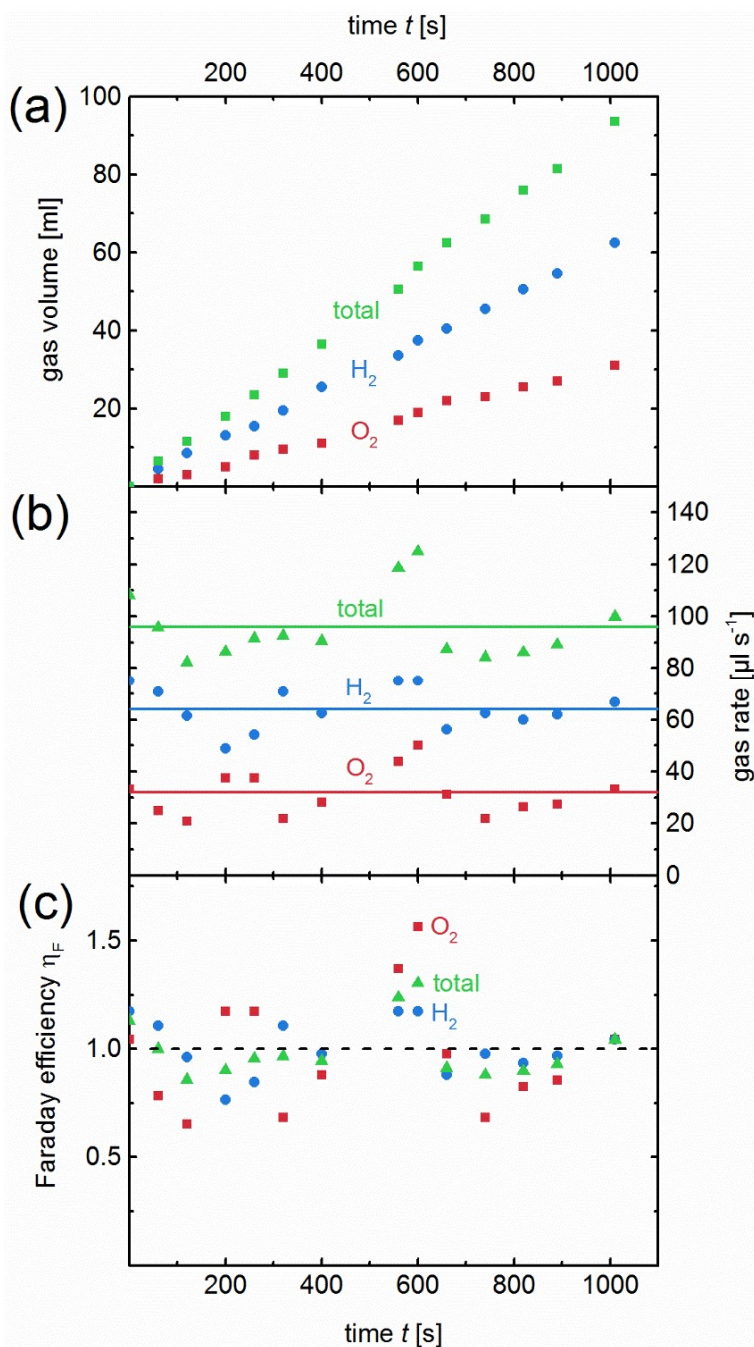 time t [s]
200 400 600 800 1000
(a)
100
80
60
40
20
gas volume [ml]
total
H₂
O₂
(b)
140
120
100
80
60
40
20
0
gas rate [µl s⁻¹]
total
H₂
O₂
(c)
1.5
1.0
0.5
Faraday efficiency η_F
O₂
total
H₂
200 400 600 800 1000
time t [s]